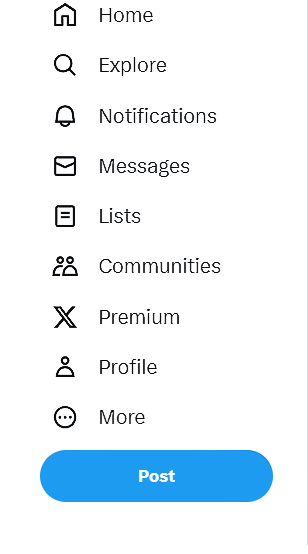 Home
Explore
Notifications
Messages
Lists
Communities
Premium
Profile
More
Post